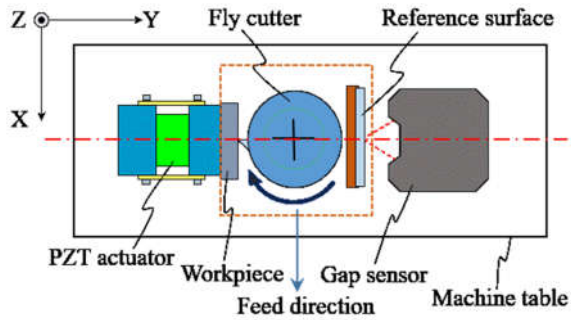 Z
Y
X
Fly cutter
Reference surface
PZT actuator
Workpiece
Gap sensor
Machine table
Feed direction